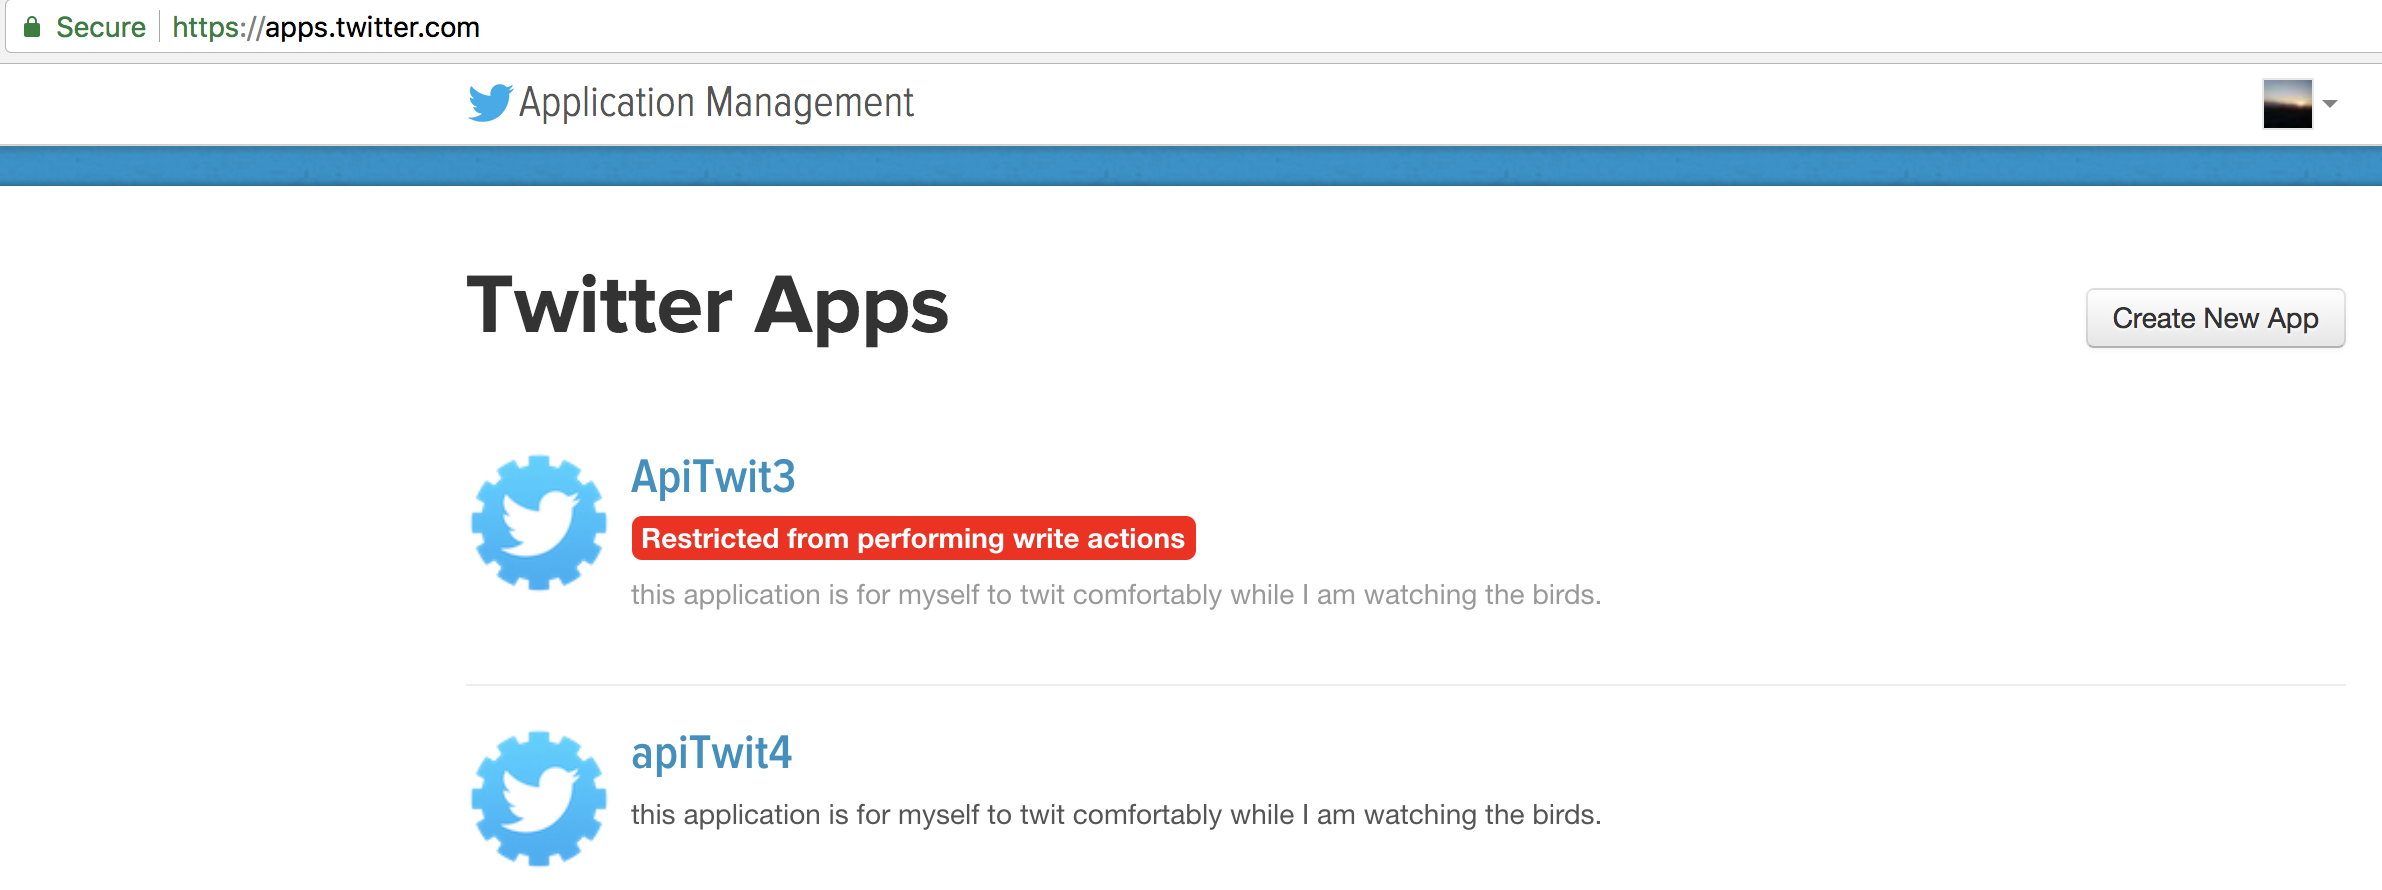 Secure https://apps.twitter.com
Application Management
Twitter Apps
Create New App
ApiTwit3
Restricted from performing write actions
this application is for myself to twit comfortably while I am watching the birds.
apiTwit4
this application is for myself to twit comfortably while I am watching the birds.